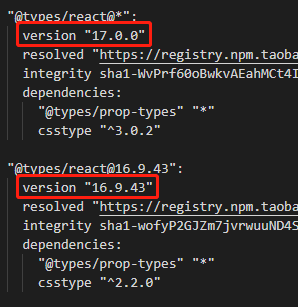 "@types/react@*":
version "17.0.0"
resolved "https://registry.npm.taoba
integrity sha1-WvPrf60oBwkvAEahMCt4I
dependencies:
"@types/prop-types" "*"
csstype "^3.0.2"
"@types/react@16.9.43":
version "16.9.43"
resolved "https://registry.npm.taoba
integrity sha1-wofyP2GJZm7jvrwuuND4S
dependencies:
"@types/prop-types" "*"
csstype "^2.2.0"